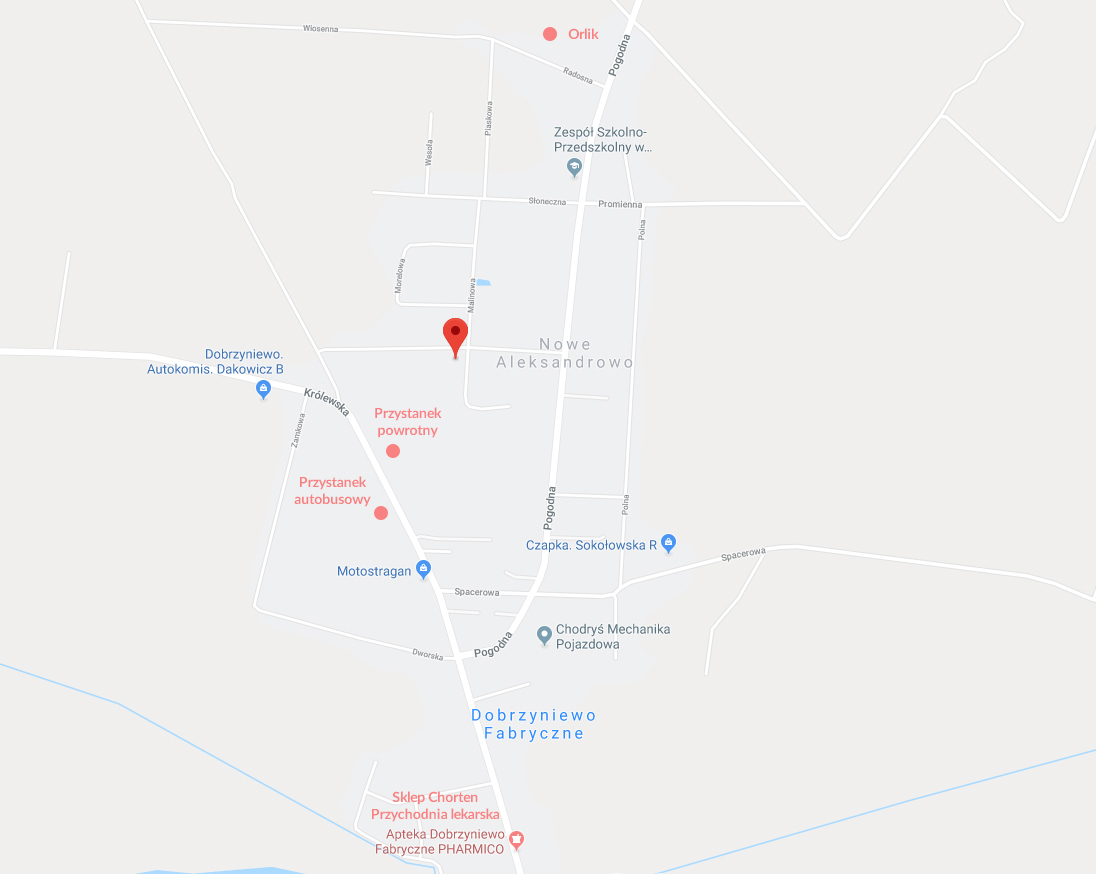 Wiosenna
Orlik
Pogodna
Radosna
Piaskowa
Wesoła
Zespół Szkolno-
Przedszkolny w...
Słoneczna
Promienna
Polna
Morelowa
Malinowa
Nowe
Aleksandrowo
Dobrzyniewo.
Autokomis. Dakowicz B
Królewska
Zamkowa
Przystanek
powrotny
Przystanek
autobusowy
Pogodna
Polna
Czapka. Sokołowska R
Spacerowa
Motostragan
Spacerowa
Chodryś Mechanika
Pojazdowa
Pogodna
Dworska
Dobrzyniewo
Fabryczne
Sklep Chorten
Przychodnia lekarska
Apteka Dobrzyniewo
Fabryczne PHARMICO